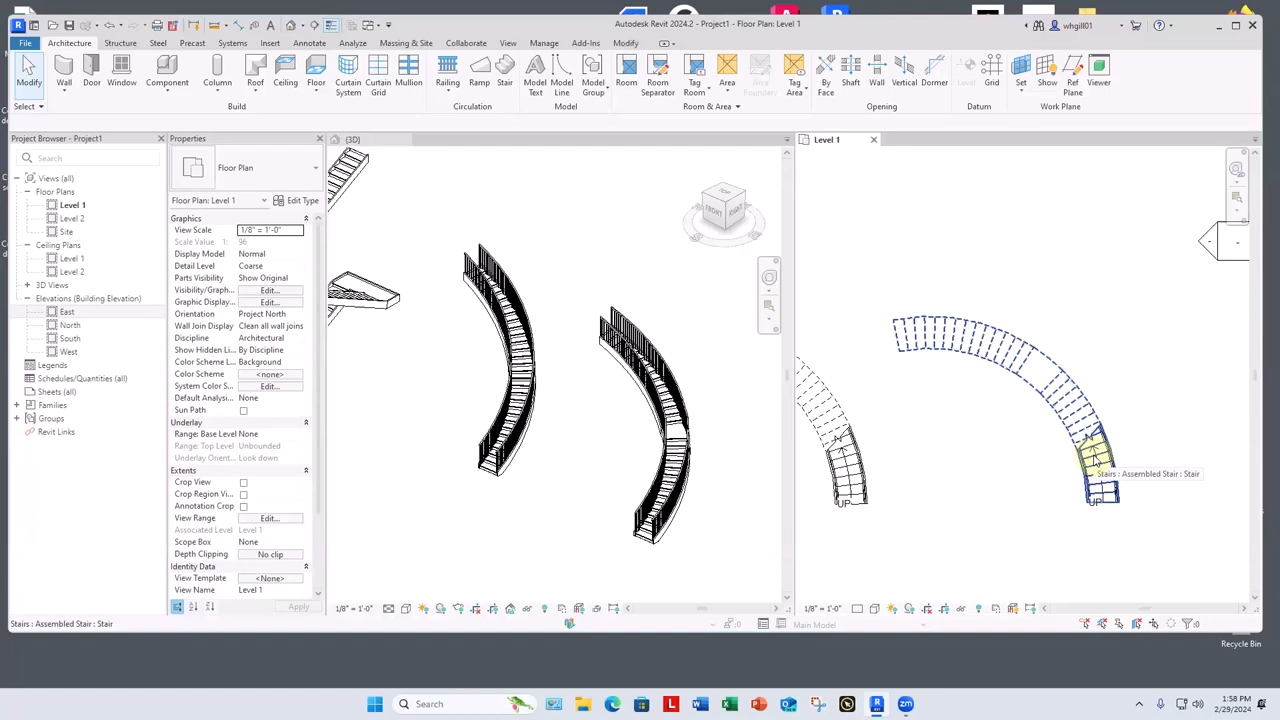 Autodesk Revit 2024.2 - Project1 - Floor Plan: Level 1
whgill01
File Architecture Structure Steel Precast Systems Insert Annotate Analyze Massing & Site Collaborate View Manage Add-Ins Modify
Modify Wall Door Window Component Column Roof Ceiling Floor Curtain System Curtain Grid Mullion Railing Ramp Stair Model Text Model Line Model Group Room Room Separator Tag Room Area Area Boundary Tag Area By Face Shaft Wall Vertical Dormer Level Grid Set Show Ref Plane Viewer
Select Build Circulation Model Room & Area Opening Datum Work Plane
Project Browser - Project1
Search
Views (all)
Floor Plans
Level 1
Level 2
Site
Ceiling Plans
Level 1
Level 2
3D Views
Elevations (Building Elevation)
East
North
South
West
Legends
Schedules/Quantities (all)
Sheets (all)
Families
Groups
Revit Links
Properties
Floor Plan
Floor Plan: Level 1 Edit Type
Graphics
View Scale 1/8" = 1'-0"
Scale Value 1: 96
Display Model Normal
Detail Level Coarse
Parts Visibility Show Original
Visibility/Graph... Edit...
Graphic Display... Edit...
Orientation Project North
Wall Join Display Clean all wall joins
Discipline Architectural
Show Hidden Li... By Discipline
Color Scheme L... Background
Color Scheme <none>
System Color S... Edit...
Default Analysi... None
Sun Path
Underlay
Range: Base Level None
Range: Top Level Unbounded
Underlay Orient... Look down
Extents
Crop View
Crop Region Vi...
Annotation Crop
View Range Edit...
Associated Level Level 1
Scope Box None
Depth Clipping No clip
Identity Data
View Template <None>
View Name Level 1
Apply
{3D}
TOP
FRONT
RIGHT
1/8" = 1'-0"
Level 1
UP
UP
Stairs : Assembled Stair : Stair
1/8" = 1'-0"
Stairs : Assembled Stair : Stair
:0
Main Model
:0
Recycle Bin
Search
1:58 PM
2/29/2024